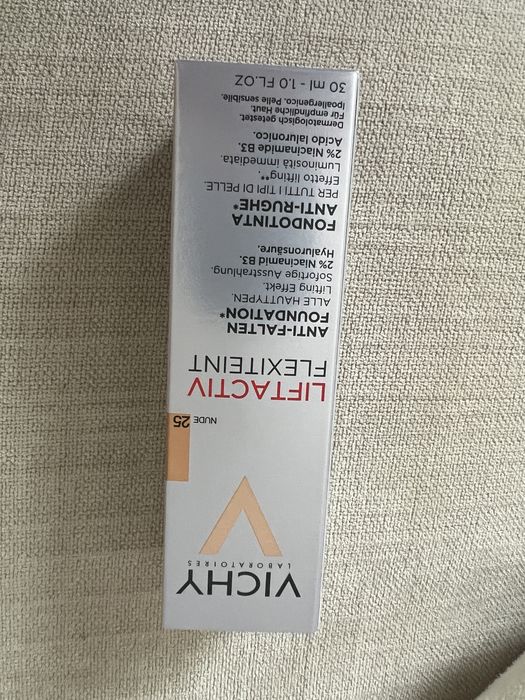 VICHY
LABORATOIRES
NUDE 25
LIFTACTIV
FLEXITEINT
ANTI-FALTEN
FOUNDATION*
ALLE HAUTTYPEN.
Lifting Effekt.
Sofortige Ausstrahlung.
2% Niacinamid B3.
Hyaluronsäure.
FONDOTINTA
ANTI-RUGHE*
PER TUTTI I TIPI DI PELLE.
Effetto lifting**.
Luminosità immediata.
2% Niacinamide B3.
Acido Ialuronico.
Dermatologisch getestet.
Für empfindliche Haut.
Ipoallergenico. Pelle sensibile.
30 ml - 1.0 FL.OZ